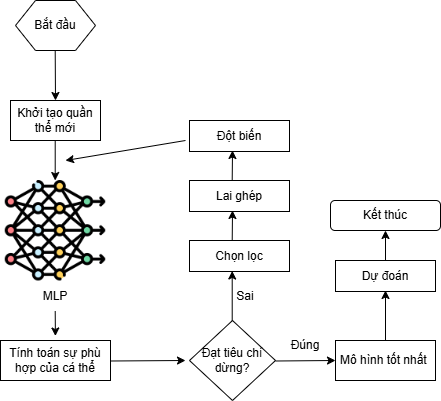 Bắt đầu
Khởi tạo quần
thể mới
Đột biến
Lai ghép
Chọn lọc
Sai
MLP
Tính toán sự phù
hợp của cá thể
Đạt tiêu chí
dừng?
Đúng
Mô hình tốt nhất
Dự đoán
Kết thúc